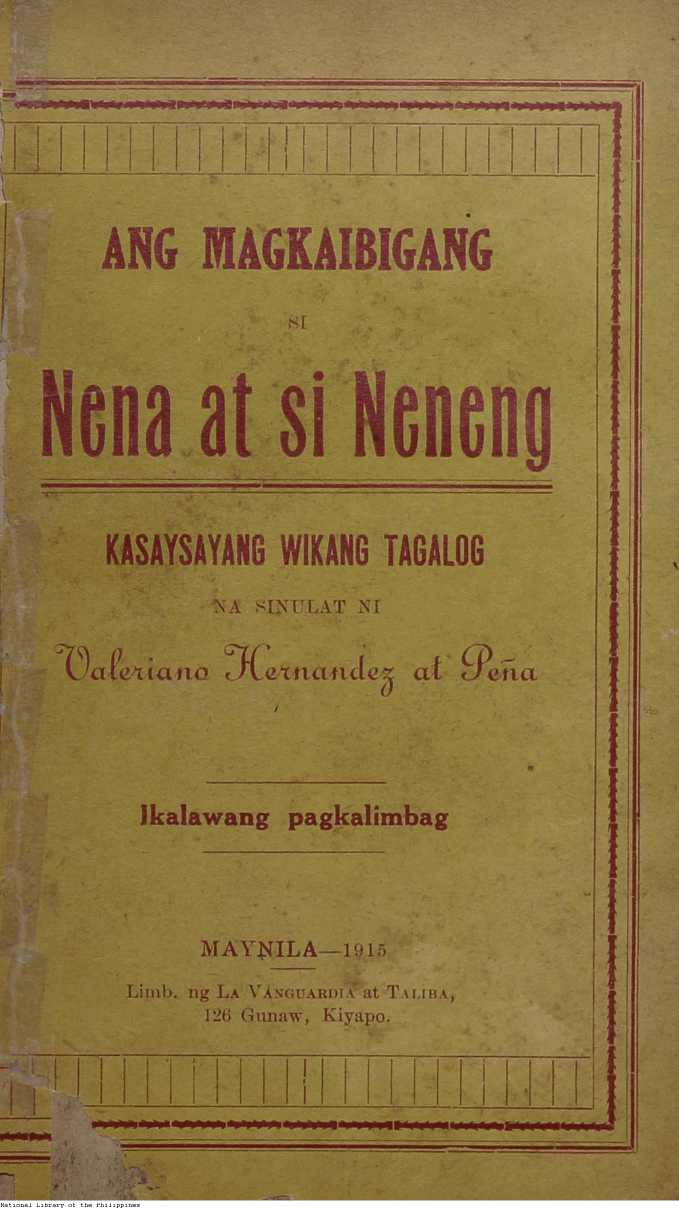 ANG MAGKAIBIGANG
SI
Nena at si Neneng
KASAYSAYANG WIKANG TAGALOG
NA SINULAT NI
Valeriano Hernandez at Peña
Ikalawang pagkalimbag
MAYNILA—1915
Limb. ng LA VANGUARDIA at TALIBA,
126 Gunaw, Kiyapo.
National Library of the Philippines